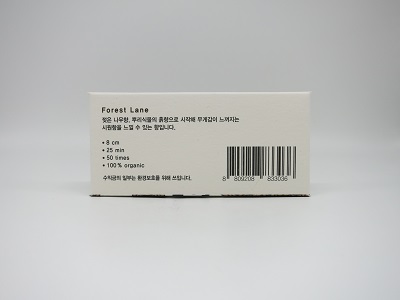 Forest Lane
젖은 나무향, 뿌리식물의 흙향으로 시작해 무게감이 느껴지는
시원함을 느낄 수 있는 향입니다.
• 8 cm
• 25 min
• 50 times
• 100% organic
수익금의 일부는 환경보호를 위해 쓰입니다.
8 809208 833036